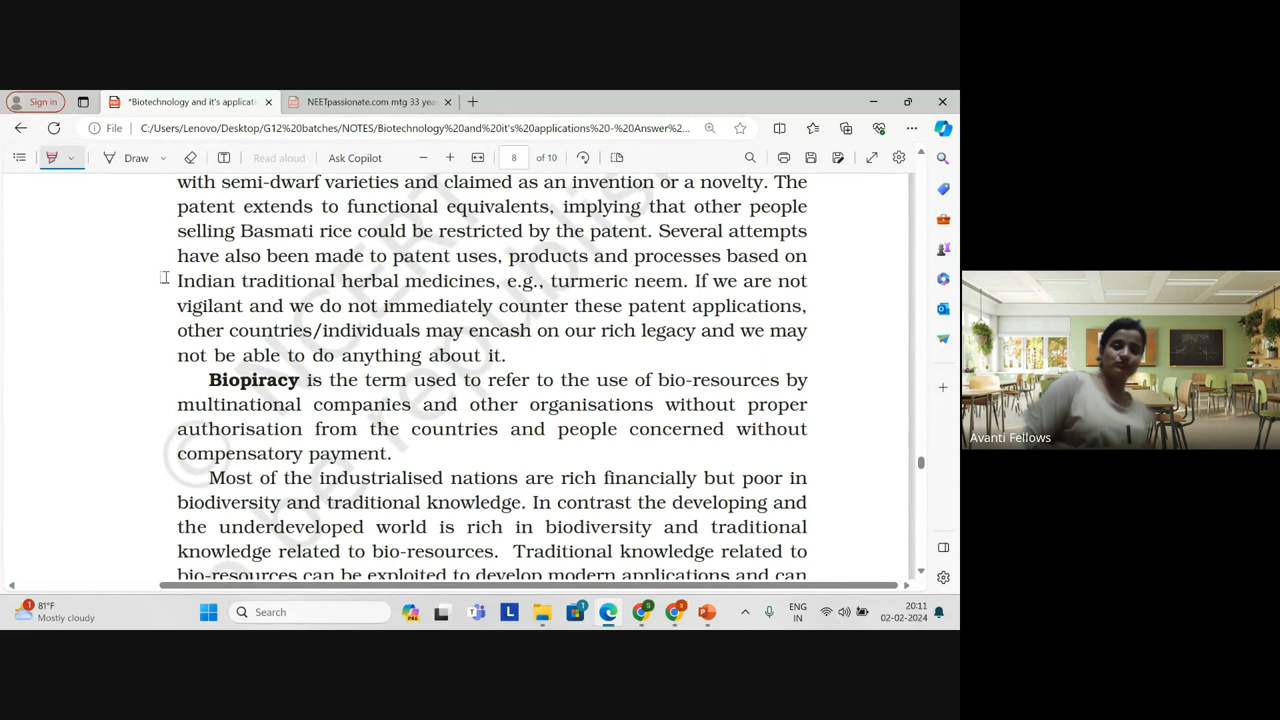 Sign in
*Biotechnology and it's applicati
NEETpassionate.com mtg 33 yea
File
C:/Users/Lenovo/Desktop/G12%20batches/NOTES/Biotechnology%20and%20it's%20applications%20-%20Answer%2...
Draw
Read aloud
Ask Copilot
8
of 10
with semi-dwarf varieties and claimed as an invention or a novelty. The
patent extends to functional equivalents, implying that other people
selling Basmati rice could be restricted by the patent. Several attempts
have also been made to patent uses, products and processes based on
Indian traditional herbal medicines, e.g., turmeric neem. If we are not
vigilant and we do not immediately counter these patent applications,
other countries/individuals may encash on our rich legacy and we may
not be able to do anything about it.
Biopiracy is the term used to refer to the use of bio-resources by
multinational companies and other organisations without proper
authorisation from the countries and people concerned without
compensatory payment.
Most of the industrialised nations are rich financially but poor in
biodiversity and traditional knowledge. In contrast the developing and
the underdeveloped world is rich in biodiversity and traditional
knowledge related to bio-resources. Traditional knowledge related to
bio-resources can be exploited to develop modern applications and can
© NCERT
be republis
Avanti Fellows
1
81°F
Mostly cloudy
Search
L
ENG
IN
20:11
02-02-2024